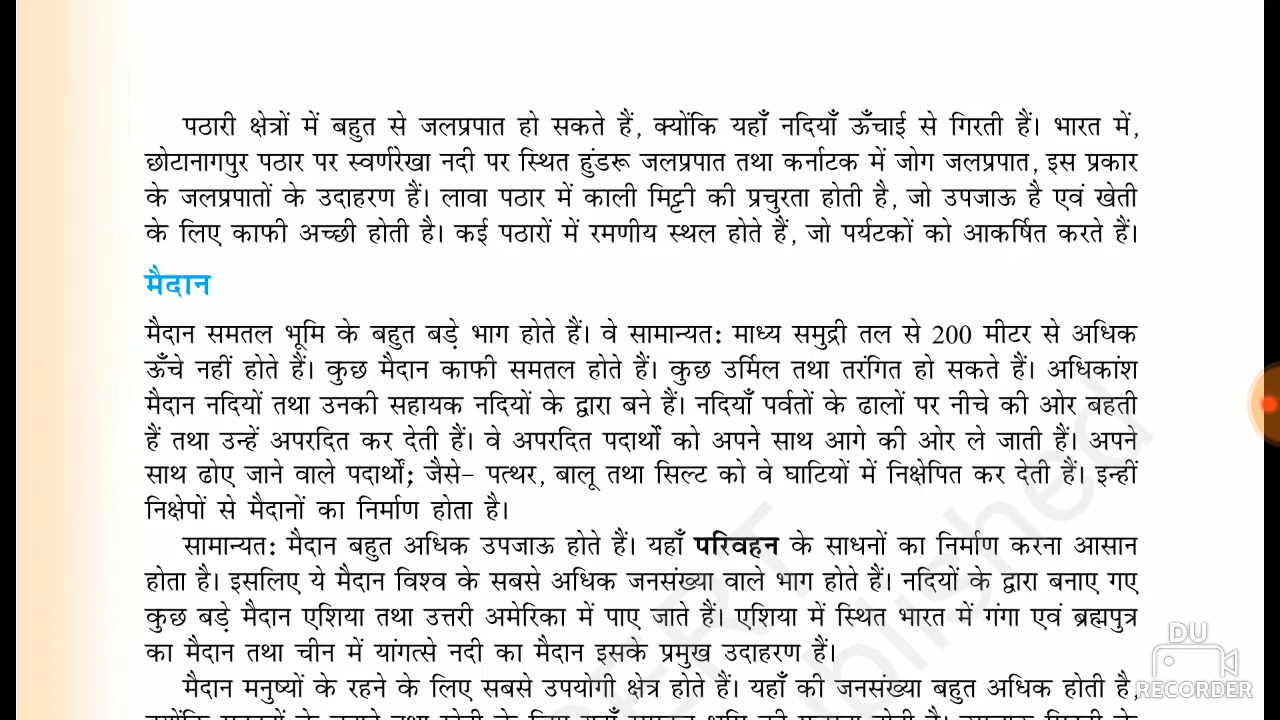 पठारी क्षेत्रों में बहुत से जलप्रपात हो सकते हैं, क्योंकि यहाँ नदियाँ ऊँचाई से गिरती हैं। भारत में,
छोटानागपुर पठार पर स्वर्णरेखा नदी पर स्थित हुंडरू जलप्रपात तथा कर्नाटक में जोग जलप्रपात, इस प्रकार
के जलप्रपातों के उदाहरण हैं। लावा पठार में काली मिट्टी की प्रचुरता होती है, जो उपजाऊ है एवं खेती
के लिए काफी अच्छी होती है। कई पठारों में रमणीय स्थल होते हैं, जो पर्यटकों को आकर्षित करते हैं।
मैदान
मैदान समतल भूमि के बहुत बड़े भाग होते हैं। वे सामान्यत: माध्य समुद्री तल से 200 मीटर से अधिक
ऊँचे नहीं होते हैं। कुछ मैदान काफी समतल होते हैं। कुछ उर्मिल तथा तरंगित हो सकते हैं। अधिकांश
मैदान नदियों तथा उनकी सहायक नदियों के द्वारा बने हैं। नदियाँ पर्वतों के ढालों पर नीचे की ओर बहती
हैं तथा उन्हें अपरदित कर देती हैं। वे अपरदित पदार्थों को अपने साथ आगे की ओर ले जाती हैं। अपने
साथ ढोए जाने वाले पदार्थों; जैसे– पत्थर, बालू तथा सिल्ट को वे घाटियों में निक्षेपित कर देती हैं। इन्हीं
निक्षेपों से मैदानों का निर्माण होता है।
सामान्यत: मैदान बहुत अधिक उपजाऊ होते हैं। यहाँ परिवहन के साधनों का निर्माण करना आसान
होता है। इसलिए ये मैदान विश्व के सबसे अधिक जनसंख्या वाले भाग होते हैं। नदियों के द्वारा बनाए गए
कुछ बड़े मैदान एशिया तथा उत्तरी अमेरिका में पाए जाते हैं। एशिया में स्थित भारत में गंगा एवं ब्रह्मपुत्र
का मैदान तथा चीन में यांगत्से नदी का मैदान इसके प्रमुख उदाहरण हैं।
मैदान मनुष्यों के रहने के लिए सबसे उपयोगी क्षेत्र होते हैं। यहाँ की जनसंख्या बहुत अधिक होती है,
DU
RECORDER